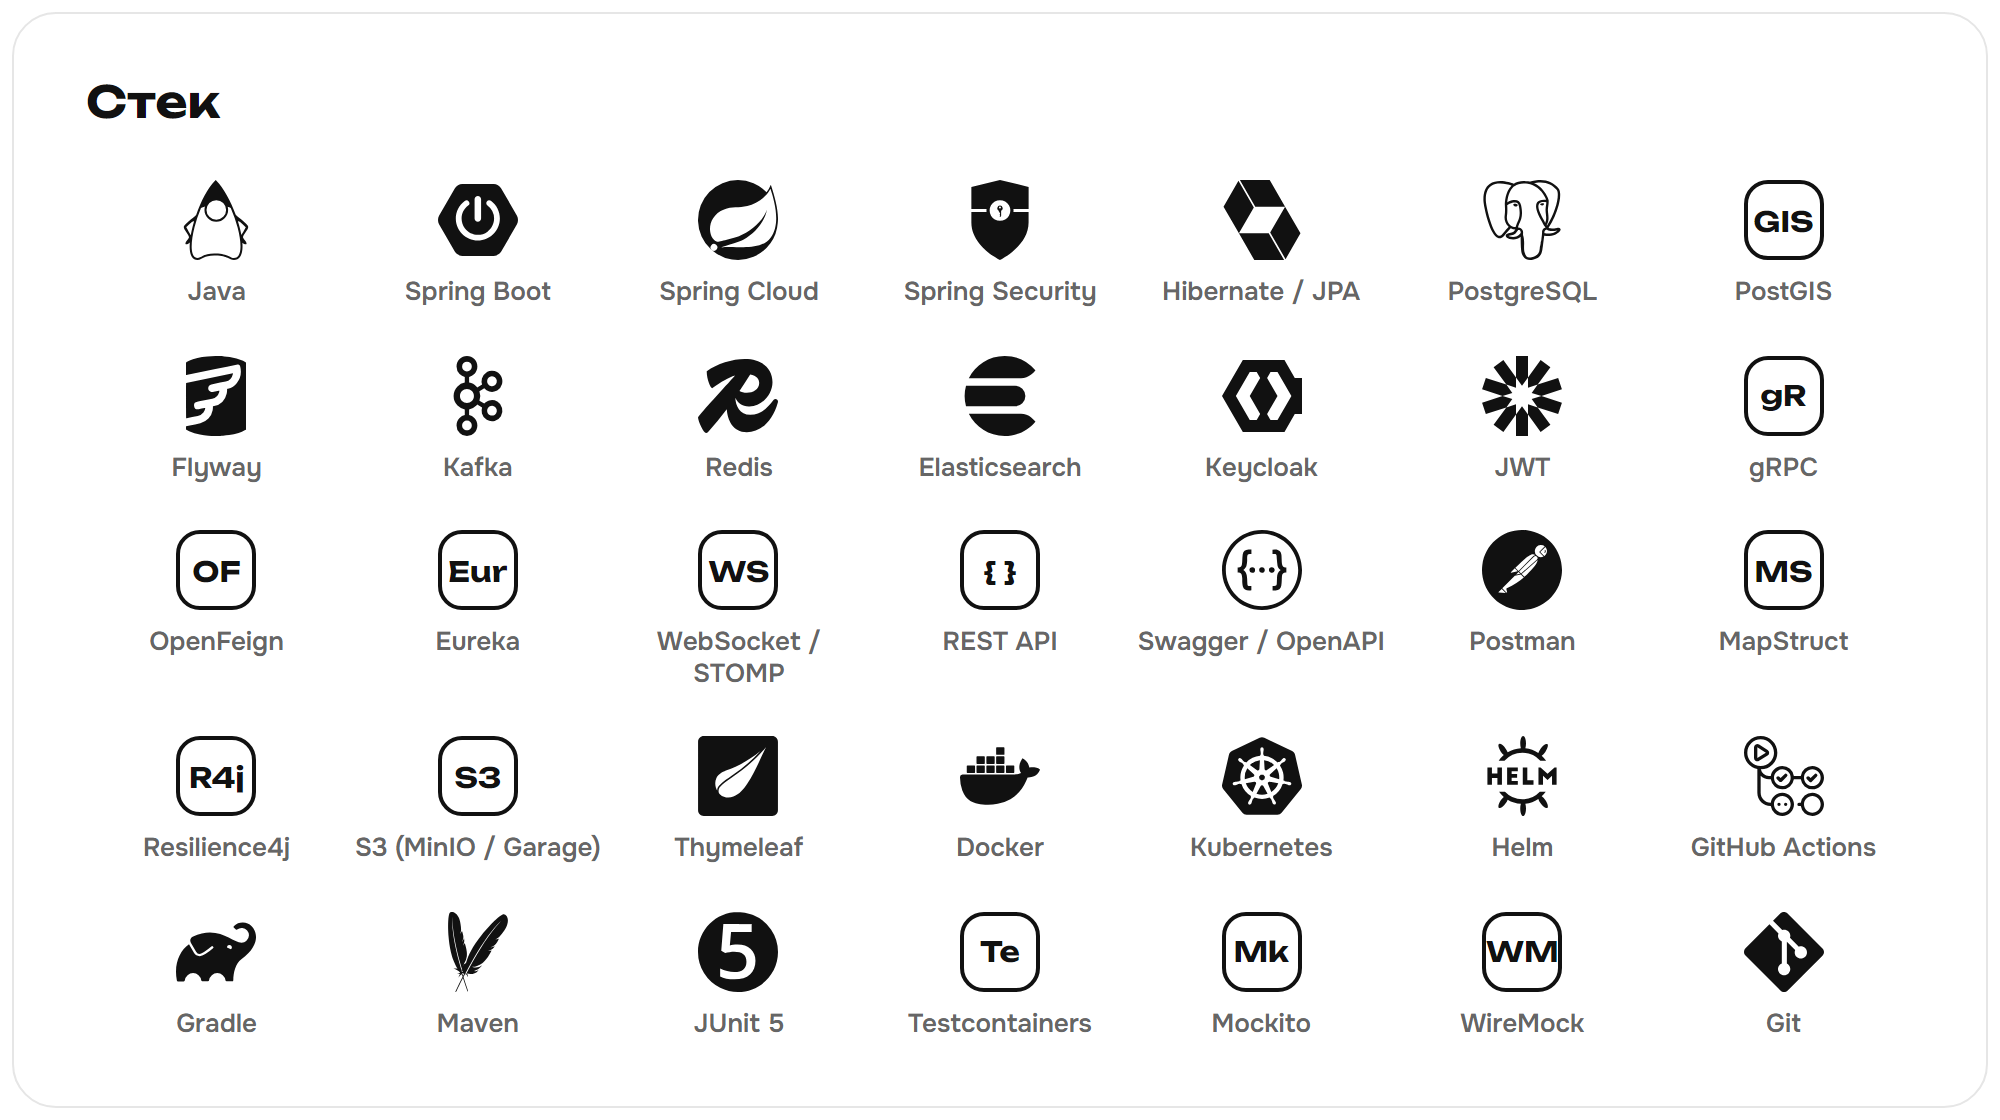 Стек
GIS
Java
Spring Boot
Spring Cloud
Spring Security
Hibernate / JPA
PostgreSQL
PostGIS
gR
Flyway
Kafka
Redis
Elasticsearch
Keycloak
JWT
gRPC
OF
Eur
WS
{ }
{···}
MS
OpenFeign
Eureka
WebSocket /
STOMP
REST API
Swagger / OpenAPI
Postman
MapStruct
R4j
S3
HELM
Resilience4j
S3 (MinIO / Garage)
Thymeleaf
Docker
Kubernetes
Helm
GitHub Actions
5
Te
Mk
WM
Gradle
Maven
JUnit 5
Testcontainers
Mockito
WireMock
Git